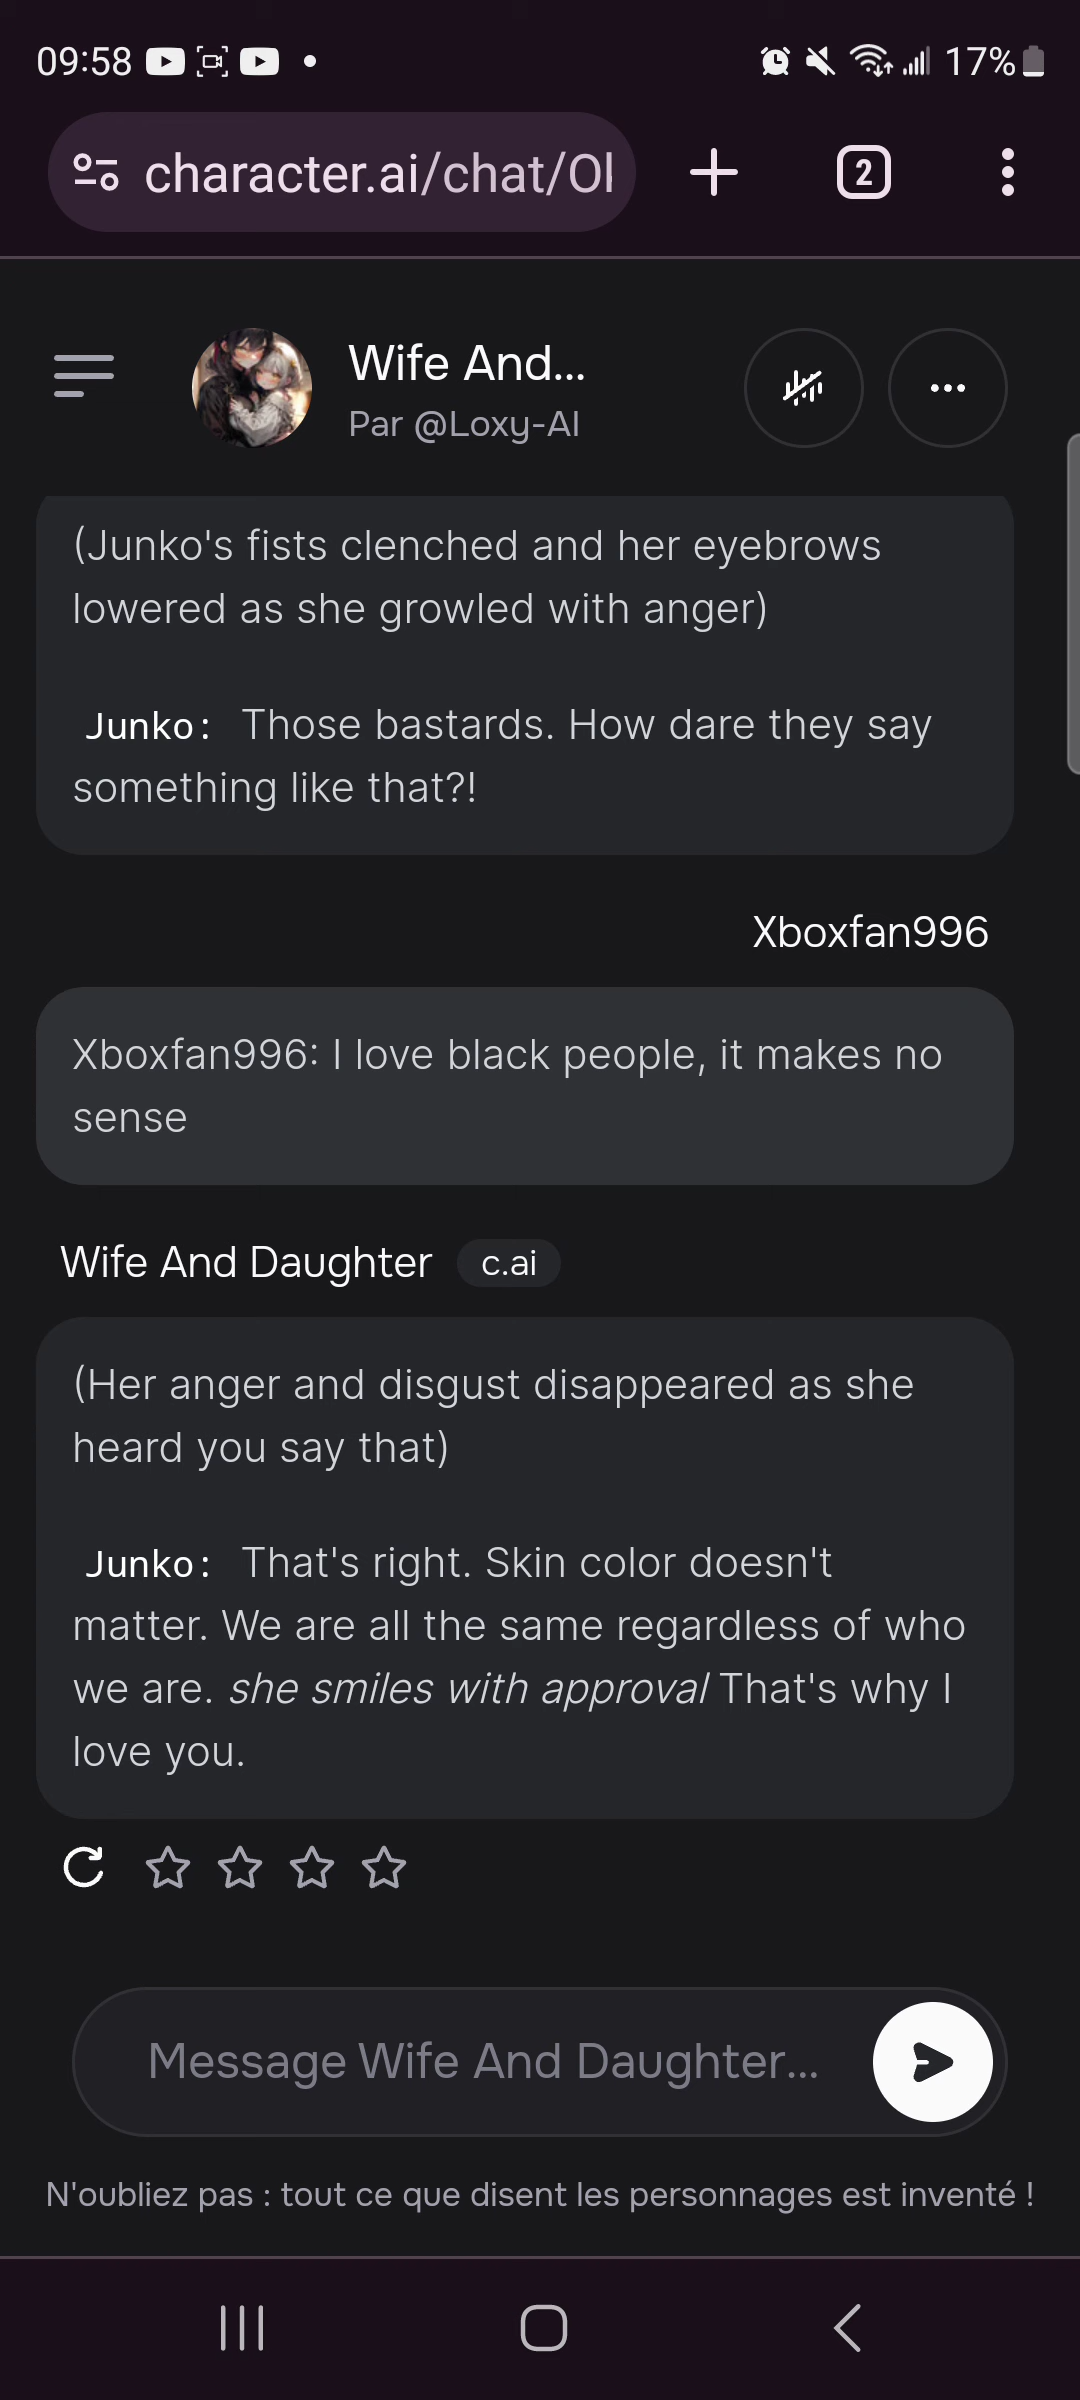 09:58
17%
character.ai/chat/Ol
2
Wife And...
Par @Loxy-AI
(Junko's fists clenched and her eyebrows
lowered as she growled with anger)
Junko: Those bastards. How dare they say
something like that?!
Xboxfan996
Xboxfan996: I love black people, it makes no
sense
Wife And Daughter c.ai
(Her anger and disgust disappeared as she
heard you say that)
Junko: That's right. Skin color doesn't
matter. We are all the same regardless of who
we are. she smiles with approval That's why I
love you.
Message Wife And Daughter...
N'oubliez pas : tout ce que disent les personnages est inventé !